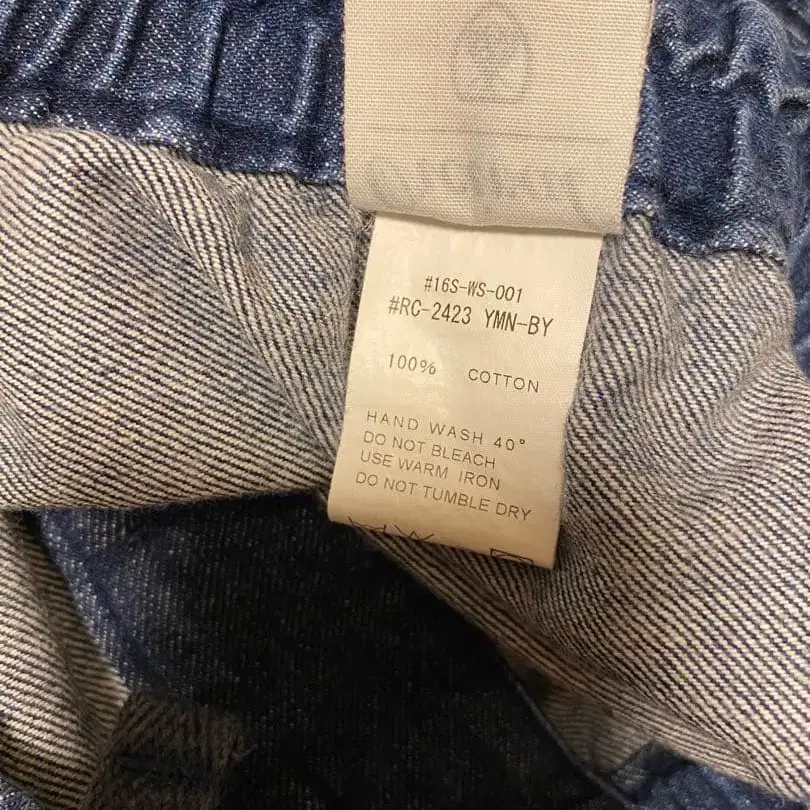 #16S-WS-001
#RC-2423 YMN-BY
100% COTTON
HAND WASH 40°
DO NOT BLEACH
USE WARM IRON
DO NOT TUMBLE DRY